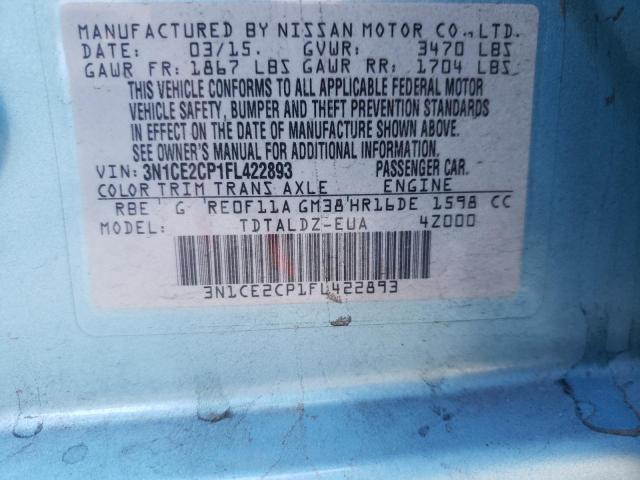 MANUFACTURED BY NISSAN MOTOR CO.,LTD.
DATE: 03/15. GVWR: 3470 LBS
GAWR FR: 1867 LBS GAWR RR: 1704 LBS
THIS VEHICLE CONFORMS TO ALL APPLICABLE FEDERAL MOTOR
VEHICLE SAFETY, BUMPER AND THEFT PREVENTION STANDARDS
IN EFFECT ON THE DATE OF MANUFACTURE SHOWN ABOVE.
SEE OWNER'S MANUAL FOR ADDITIONAL INFORMATION.
VIN: 3N1CE2CP1FL422893 PASSENGER CAR.
COLOR TRIM TRANS AXLE ENGINE
RBE G RE0F11A GM38 HR16DE 1598 CC
MODEL: TDTALDZ-EUA 4Z000
3N1CE2CP1FL422893